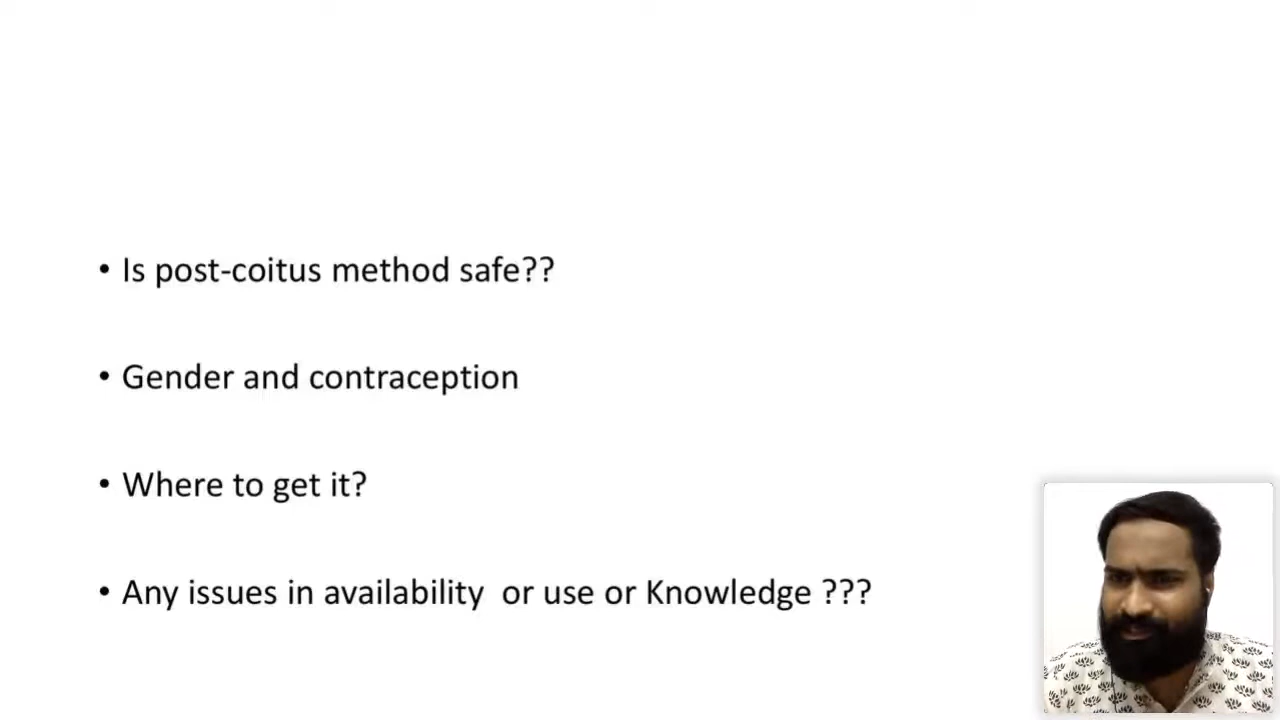 • Is post-coitus method safe??
• Gender and contraception
• Where to get it?
• Any issues in availability  or use or Knowledge ???